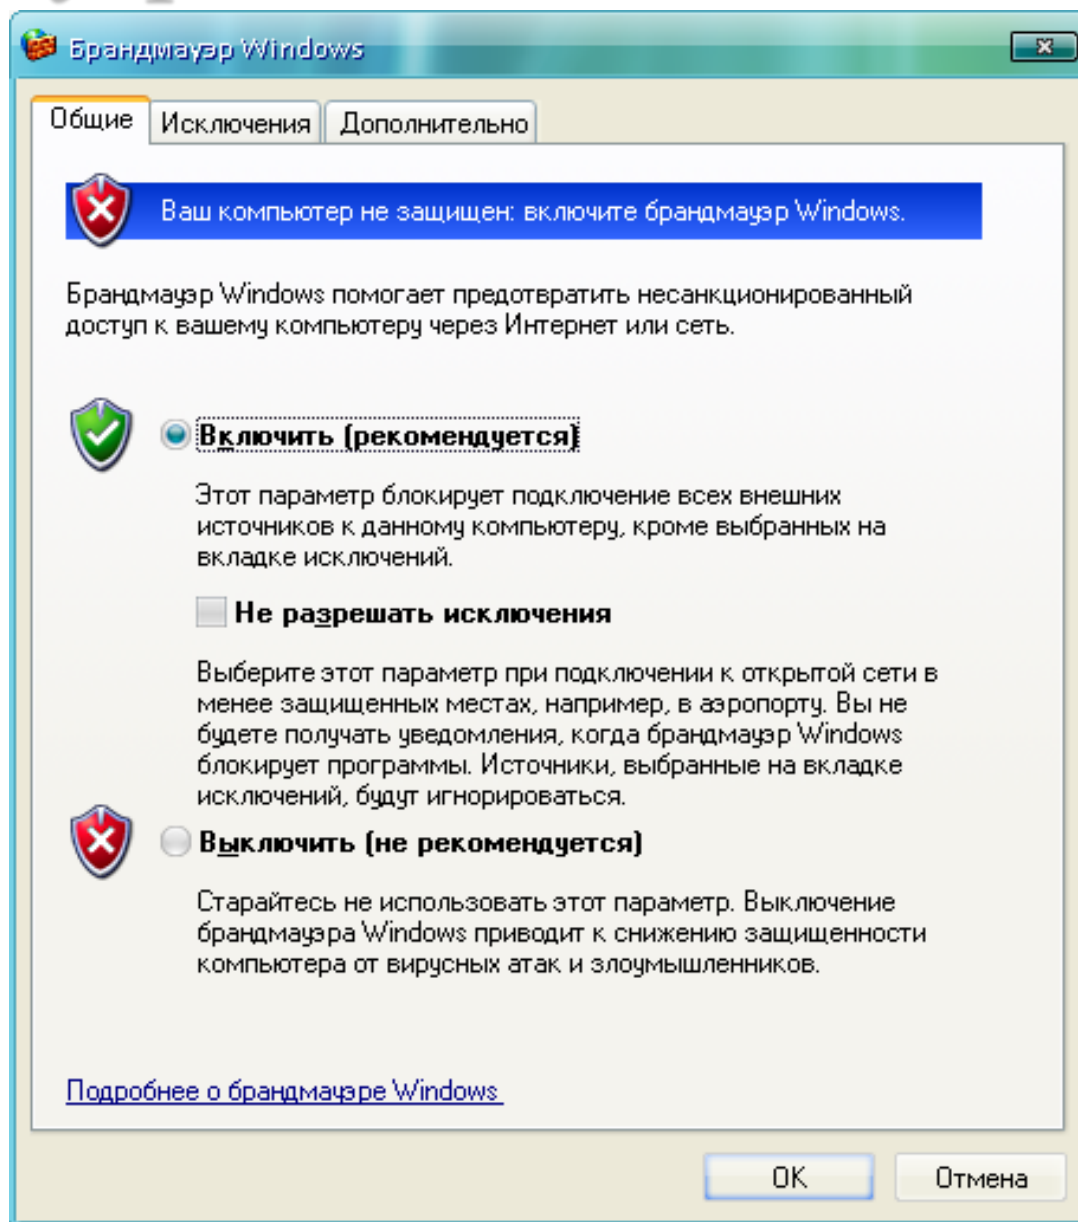 Брандмауэр Windows
Общие
Исключения
Дополнительно
Ваш компьютер не защищен: включите брандмауэр Windows.
Брандмауэр Windows помогает предотвратить несанкционированный
доступ к вашему компьютеру через Интернет или сеть.
Включить (рекомендуется)
Этот параметр блокирует подключение всех внешних
источников к данному компьютеру, кроме выбранных на
вкладке исключений.
Не разрешать исключения
Выберите этот параметр при подключении к открытой сети в
менее защищенных местах, например, в аэропорту. Вы не
будете получать уведомления, когда брандмауэр Windows
блокирует программы. Источники, выбранные на вкладке
исключений, будут игнорироваться.
Выключить (не рекомендуется)
Старайтесь не использовать этот параметр. Выключение
брандмауэра Windows приводит к снижению защищенности
компьютера от вирусных атак и злоумышленников.
Подробнее о брандмауэре Windows
OK
Отмена